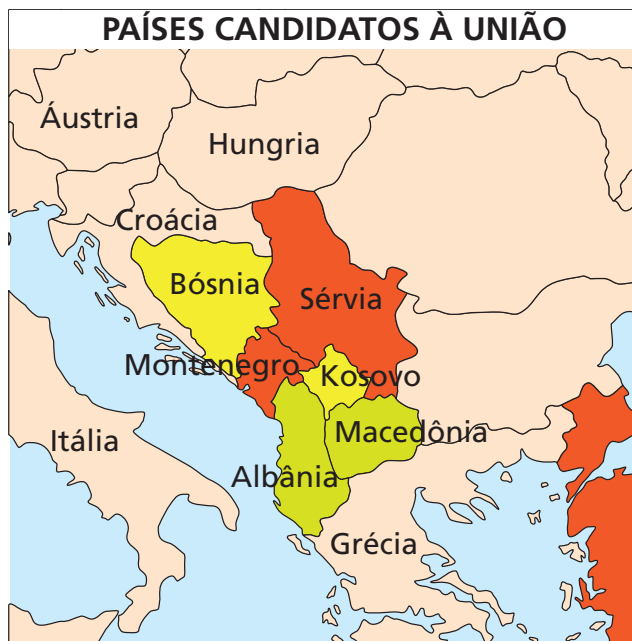 PAÍSES CANDIDATOS À UNIÃO
Áustria
Hungria
Croácia
Bósnia
Sérvia
Montenegro
Kosovo
Macedônia
Itália
Albânia
Grécia